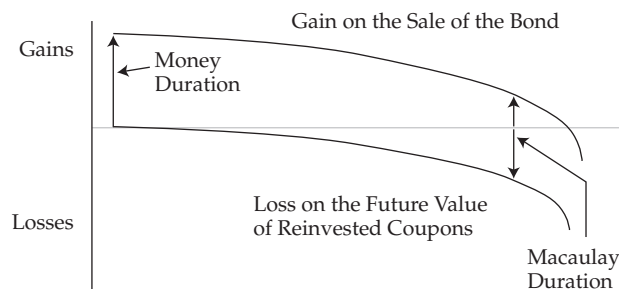 Gain on the Sale of the Bond
Gains
Money
Duration
Loss on the Future Value
of Reinvested Coupons
Losses
Macaulay
Duration